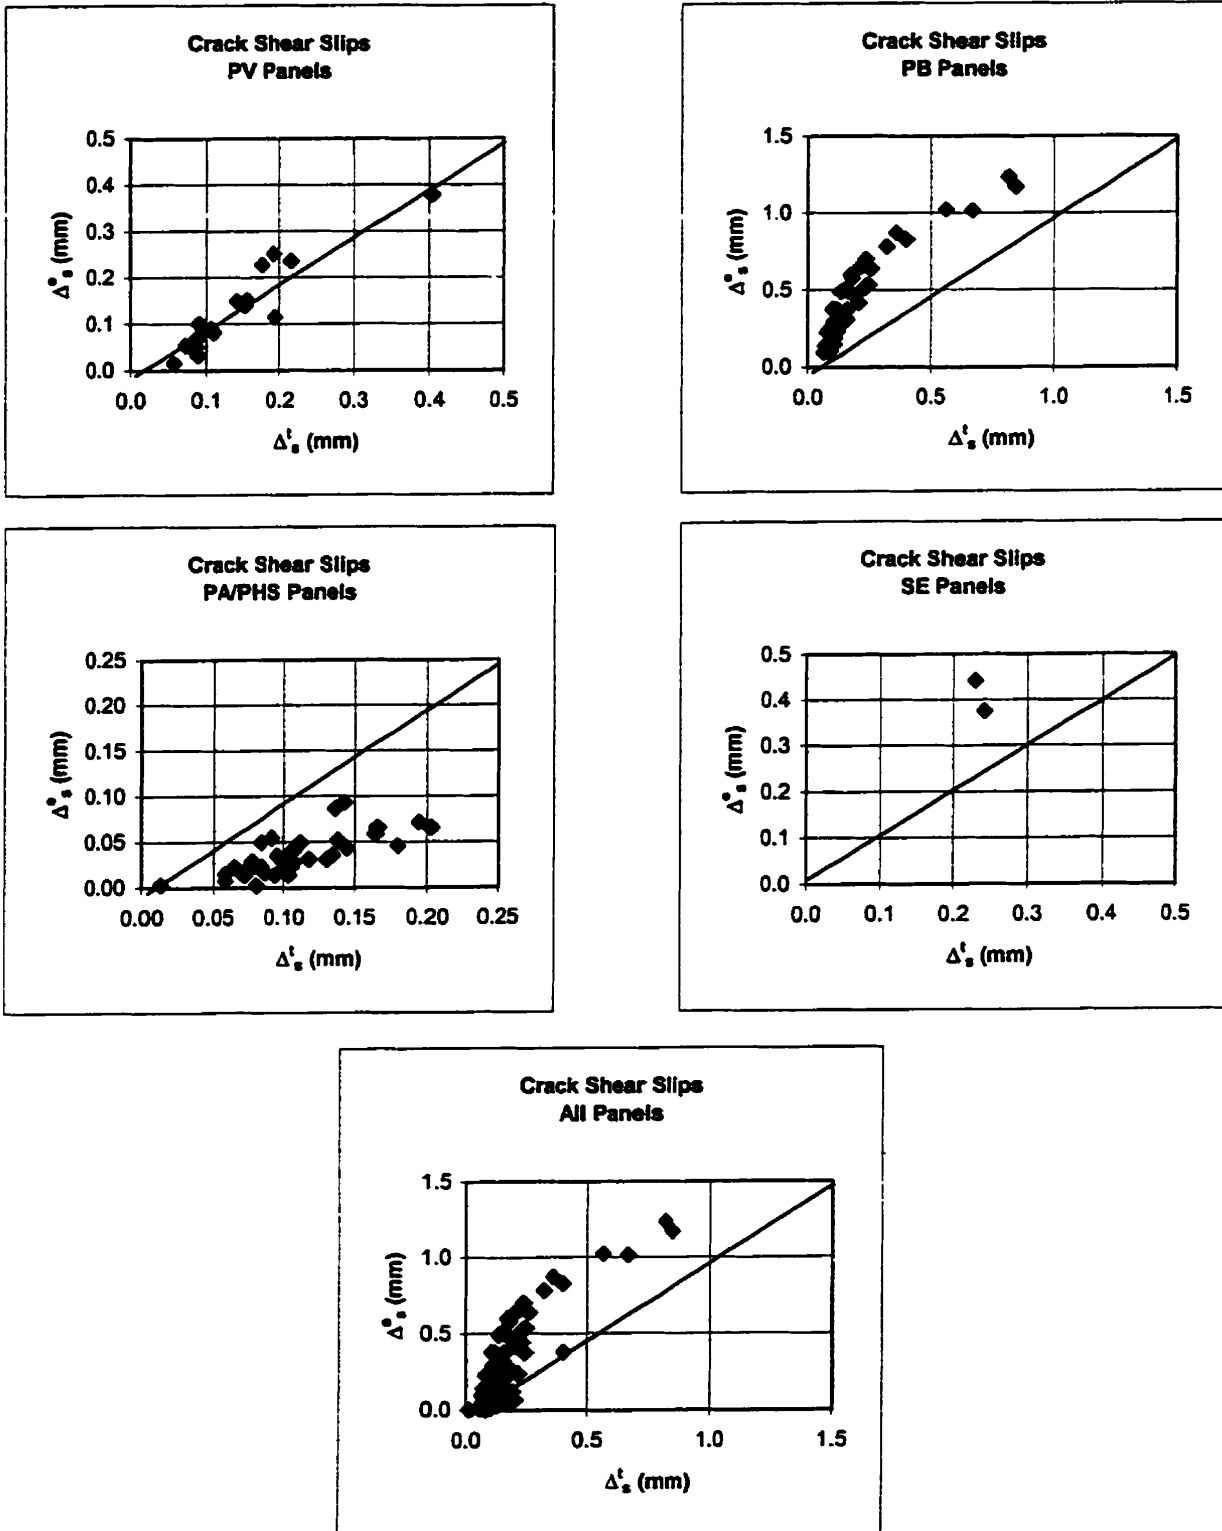 Crack Shear Slips
PV Panels
0.5
0.4
0.3
0.2
0.1
0.0
Δᵉₛ (mm)
0.0 0.1 0.2 0.3 0.4 0.5
Δᵗₛ (mm)
Crack Shear Slips
PB Panels
1.5
1.0
0.5
0.0
Δᵉₛ (mm)
0.0 0.5 1.0 1.5
Δᵗₛ (mm)
Crack Shear Slips
PA/PHS Panels
0.25
0.20
0.15
0.10
0.05
0.00
Δᵉₛ (mm)
0.00 0.05 0.10 0.15 0.20 0.25
Δᵗₛ (mm)
Crack Shear Slips
SE Panels
0.5
0.4
0.3
0.2
0.1
0.0
Δᵉₛ (mm)
0.0 0.1 0.2 0.3 0.4 0.5
Δᵗₛ (mm)
Crack Shear Slips
All Panels
1.5
1.0
0.5
0.0
Δᵉₛ (mm)
0.0 0.5 1.0 1.5
Δᵗₛ (mm)